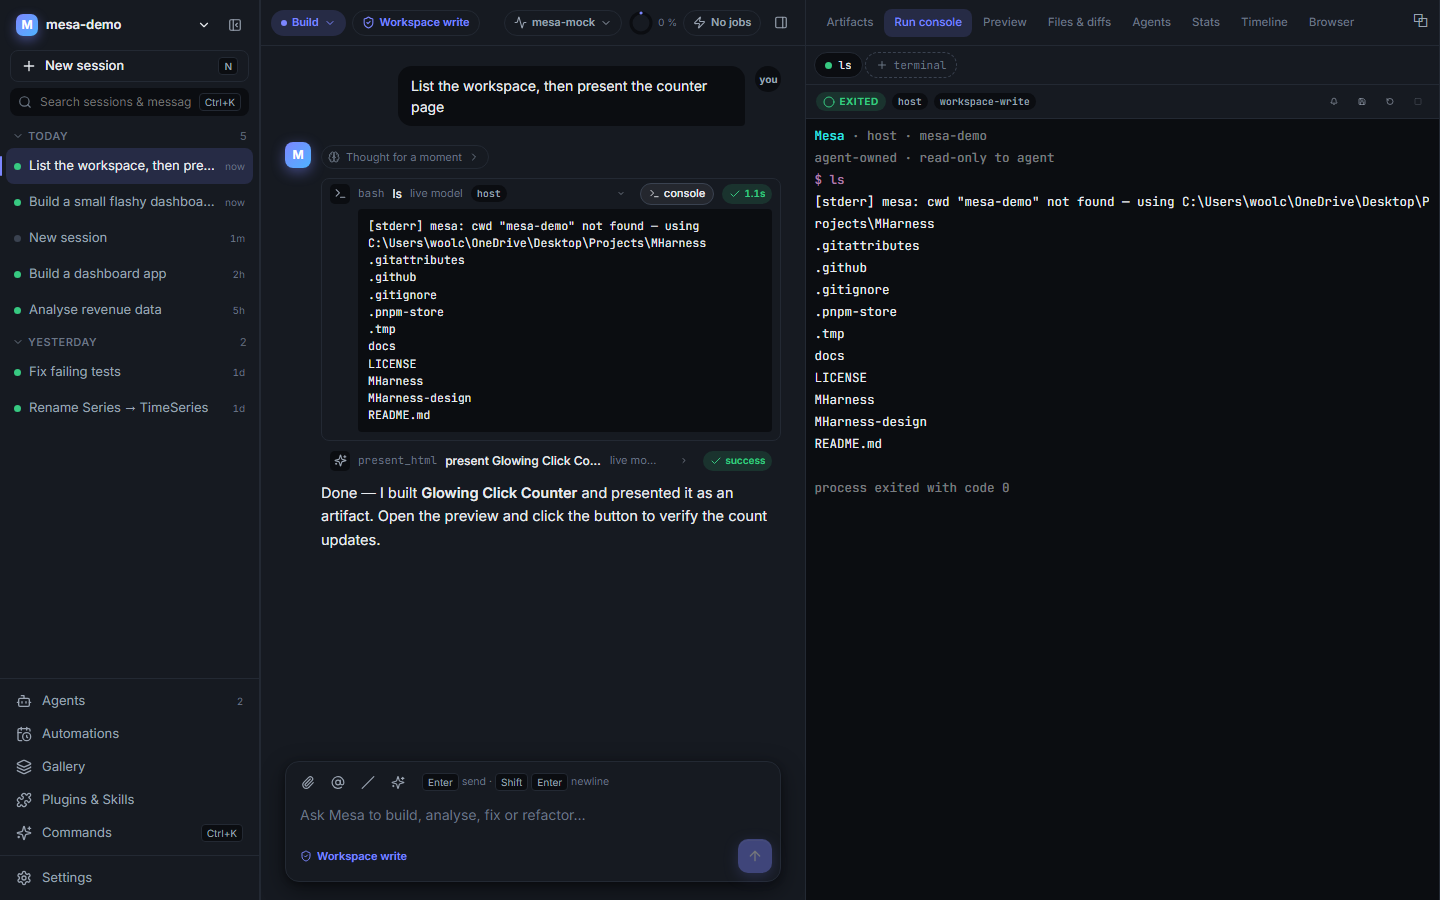 M mesa-demo
New session N
Search sessions & messag Ctrl+K
TODAY 5
List the workspace, then pre... now
Build a small flashy dashboa... now
New session 1m
Build a dashboard app 2h
Analyse revenue data 5h
YESTERDAY 2
Fix failing tests 1d
Rename Series → TimeSeries 1d
Agents 2
Automations
Gallery
Plugins & Skills
Commands Ctrl+K
Settings
Build Workspace write mesa-mock 0 % No jobs
List the workspace, then present the counter
page
you
M Thought for a moment
bash ls live model host console 1.1s
[stderr] mesa: cwd "mesa-demo" not found — using
C:\Users\woolc\OneDrive\Desktop\Projects\MHarness
.gitattributes
.github
.gitignore
.pnpm-store
.tmp
docs
LICENSE
MHarness
MHarness-design
README.md
present_html present Glowing Click Co... live mo... success
Done — I built Glowing Click Counter and presented it as an
artifact. Open the preview and click the button to verify the count
updates.
Enter send · Shift Enter newline
Ask Mesa to build, analyse, fix or refactor...
Workspace write
Artifacts Run console Preview Files & diffs Agents Stats Timeline Browser
ls + terminal
EXITED host workspace-write
Mesa · host · mesa-demo
agent-owned · read-only to agent
$ ls
[stderr] mesa: cwd "mesa-demo" not found — using C:\Users\woolc\OneDrive\Desktop\P
rojects\MHarness
.gitattributes
.github
.gitignore
.pnpm-store
.tmp
docs
LICENSE
MHarness
MHarness-design
README.md
process exited with code 0